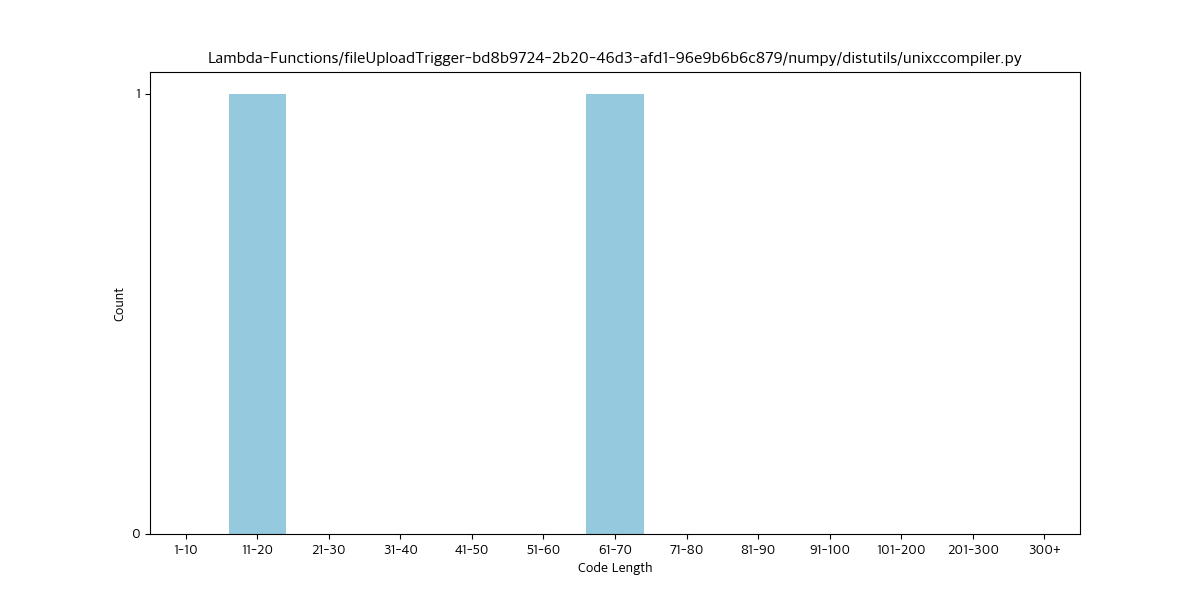 Lambda-Functions/fileUploadTrigger-bd8b9724-2b20-46d3-afd1-96e9b6b6c879/numpy/distutils/unixccompiler.py
1
Count
0
1-10 11-20 21-30 31-40 41-50 51-60 61-70 71-80 81-90 91-100 101-200 201-300 300+
Code Length